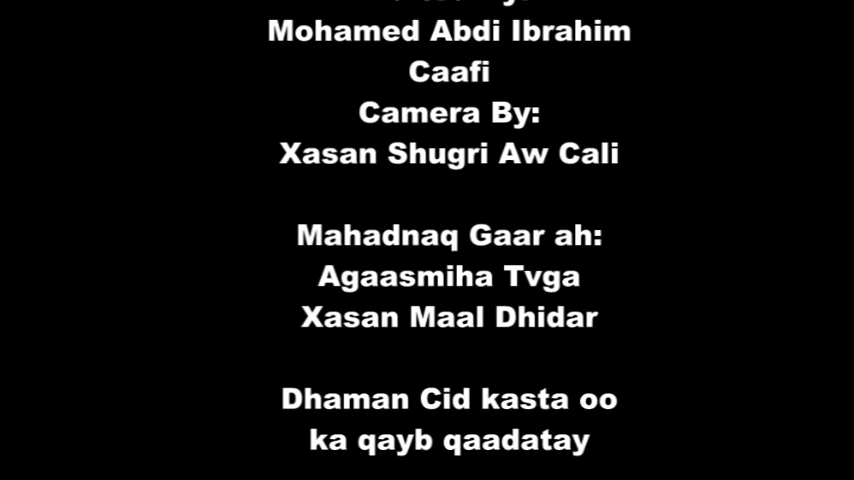 Mohamed Abdi Ibrahim
Caafi
Camera By:
Xasan Shugri Aw Cali
Mahadnaq Gaar ah:
Agaasmiha Tvga
Xasan Maal Dhidar
Dhaman Cid kasta oo
ka qayb qaadatay